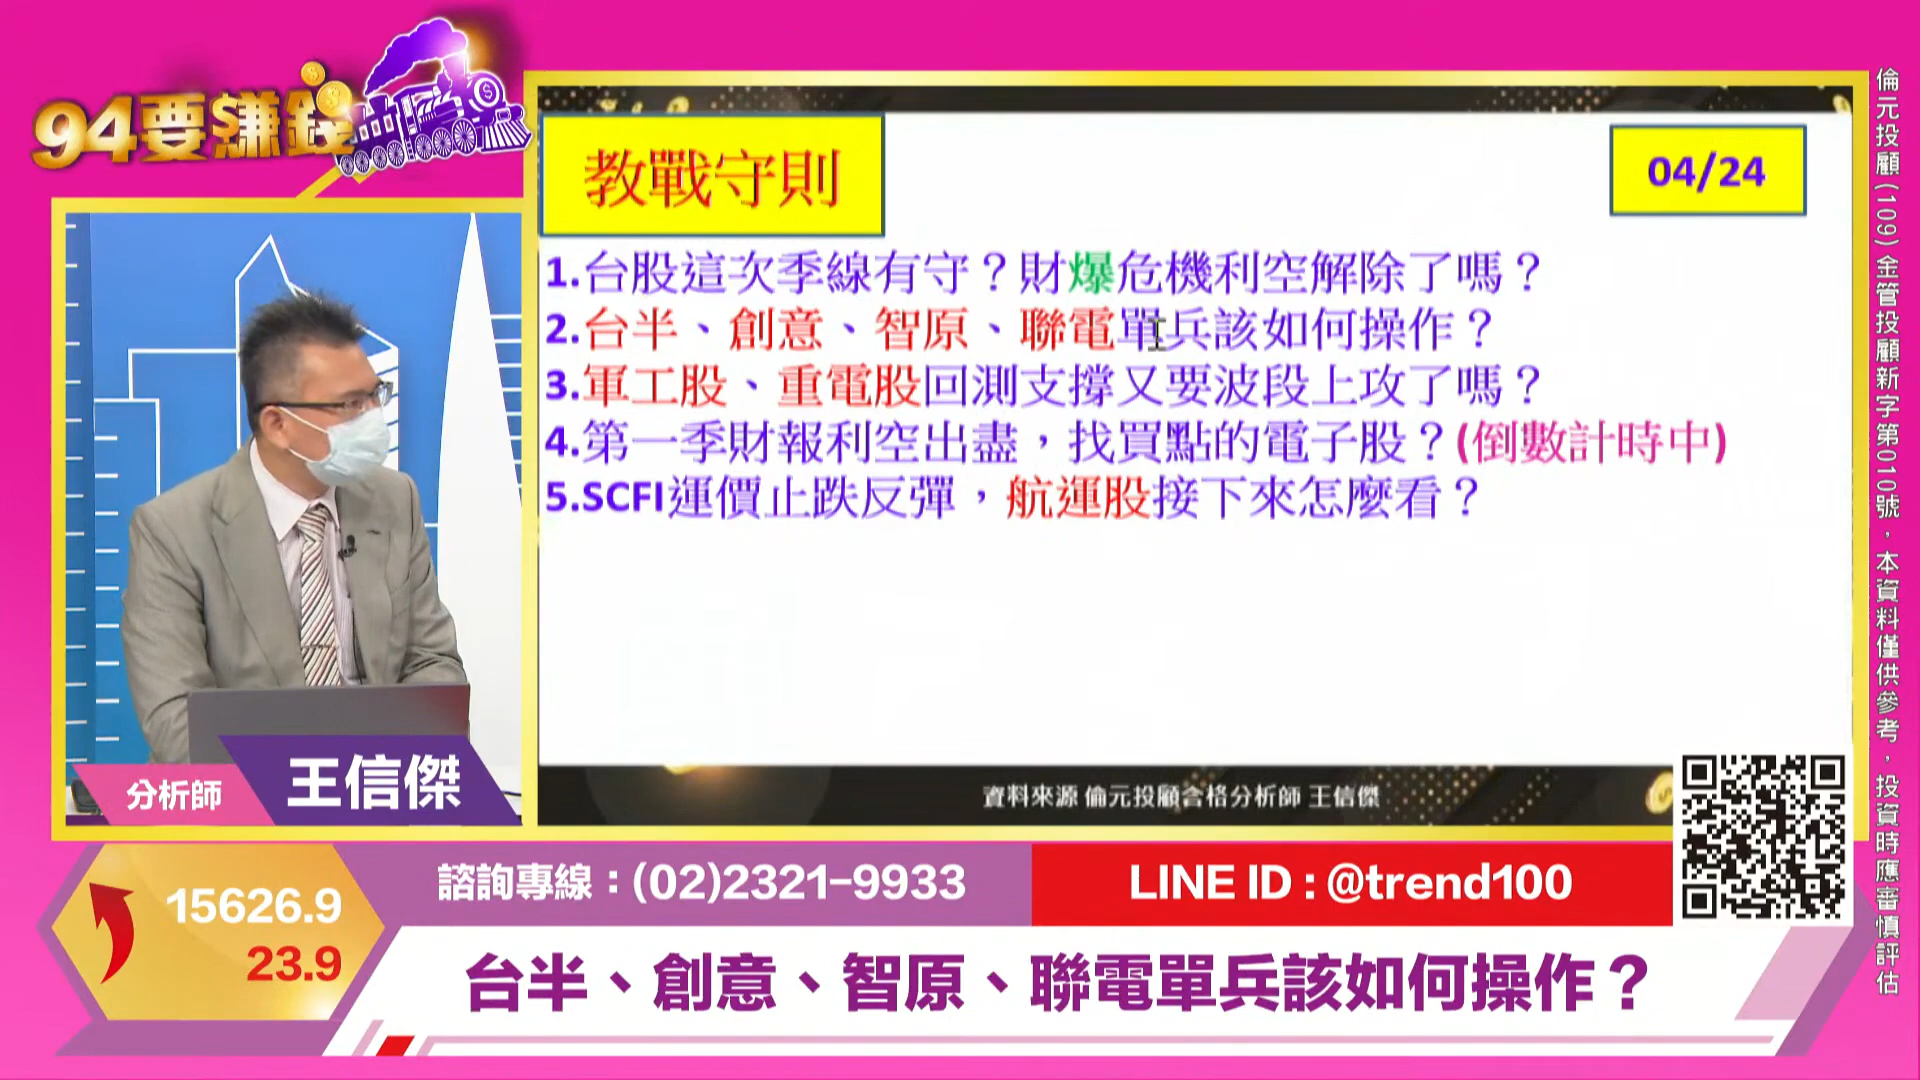 94要賺錢
教戰守則
04/24
1.台股這次季線有守？財爆危機利空解除了嗎？
2.台半、創意、智原、聯電單兵該如何操作？
3.軍工股、重電股回測支撐又要波段上攻了嗎？
4.第一季財報利空出盡，找買點的電子股？(倒數計時中)
5.SCFI運價止跌反彈，航運股接下來怎麼看？
資料來源 倫元投顧合格分析師 王信傑
分析師 王信傑
15626.9
23.9
諮詢專線：(02)2321-9933
LINE ID : @trend100
台半、創意、智原、聯電單兵該如何操作？
倫元投顧(109)金管投顧新字第010號，本資料僅供參考，投資時應審慎評估